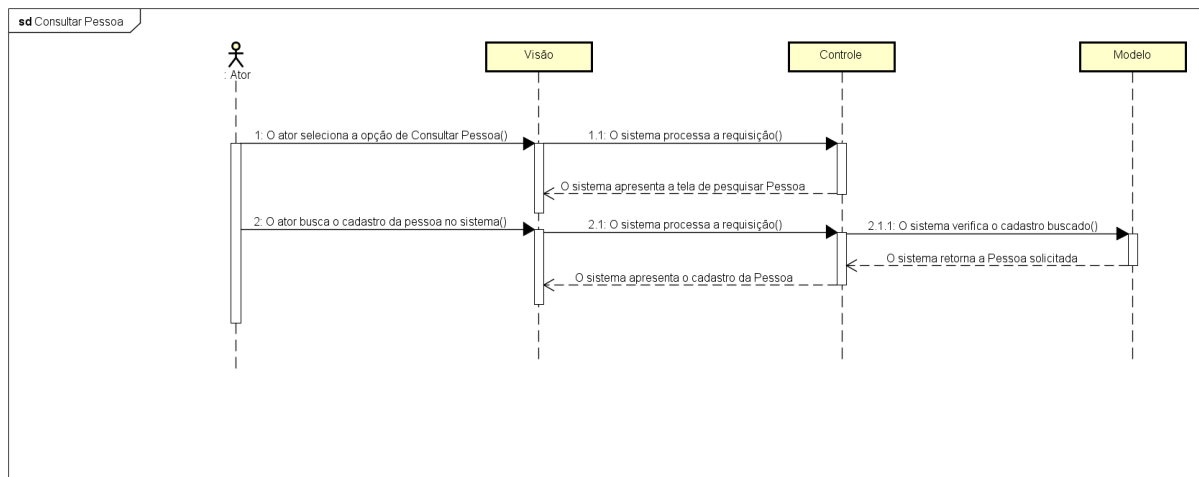 sd Consultar Pessoa
: Ator
Visão
Controle
Modelo
1: O ator seleciona a opção de Consultar Pessoa()
1.1: O sistema processa a requisição()
O sistema apresenta a tela de pesquisar Pessoa
2: O ator busca o cadastro da pessoa no sistema()
2.1: O sistema processa a requisição()
2.1.1: O sistema verifica o cadastro buscado()
O sistema retorna a Pessoa solicitada
O sistema apresenta o cadastro da Pessoa